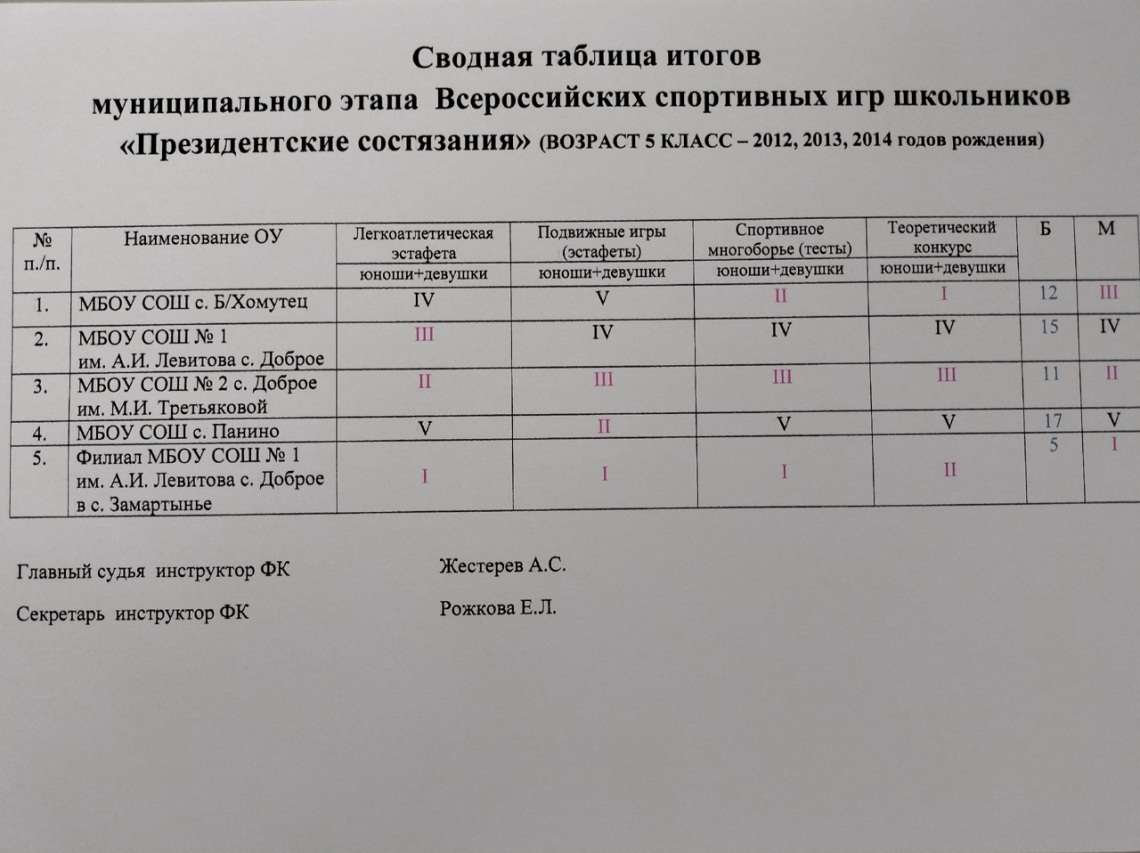 Сводная таблица итогов
муниципального этапа Всероссийских спортивных игр школьников
«Президентские состязания» (ВОЗРАСТ 5 КЛАСС – 2012, 2013, 2014 годов рождения)
№ п./п. Наименование ОУ Легкоатлетическая эстафета Подвижные игры (эстафеты) Спортивное многоборье (тесты) Теоретический конкурс Б М
юноши+девушки юноши+девушки юноши+девушки юноши+девушки
1. МБОУ СОШ с. Б/Хомутец IV V II I 12 III
2. МБОУ СОШ № 1 III IV IV IV 15 IV
им. А.И. Левитова с. Доброе
3. МБОУ СОШ № 2 с. Доброе II III III III 11 II
им. М.И. Третьяковой
4. МБОУ СОШ с. Панино V II V V 17 V
5. Филиал МБОУ СОШ № 1 5 I
им. А.И. Левитова с. Доброе I I I II
в с. Замартынье
Главный судья инструктор ФК Жестерев А.С.
Секретарь инструктор ФК Рожкова Е.Л.